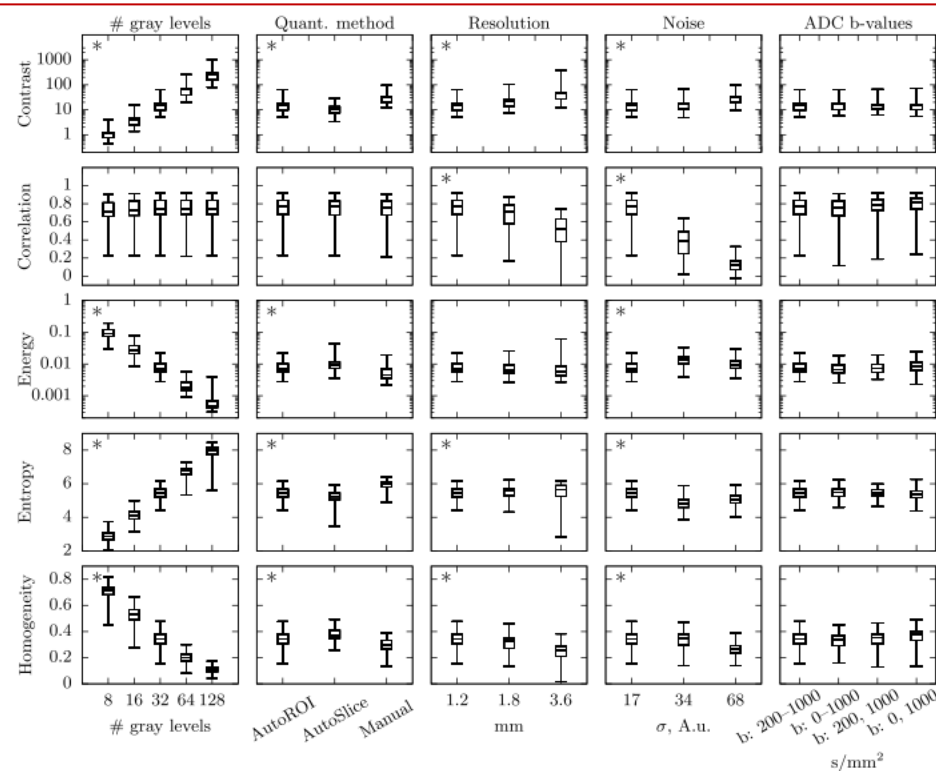 # gray levels Quant. method Resolution Noise ADC b-values
Contrast
* * * *
1000
100
10
1
Correlation
* *
1
0.8
0.6
0.4
0.2
0
Energy
* * *
1
0.1
0.01
0.001
Entropy
* * * *
8
6
4
2
Homogeneity
* * * *
0.8
0.6
0.4
0.2
0
8 16 32 64 128 AutoROI AutoSlice Manual 1.2 1.8 3.6 17 34 68 b: 200–1000 b: 0–1000 b: 200, 1000 b: 0, 1000
# gray levels mm σ, A.u. s/mm²